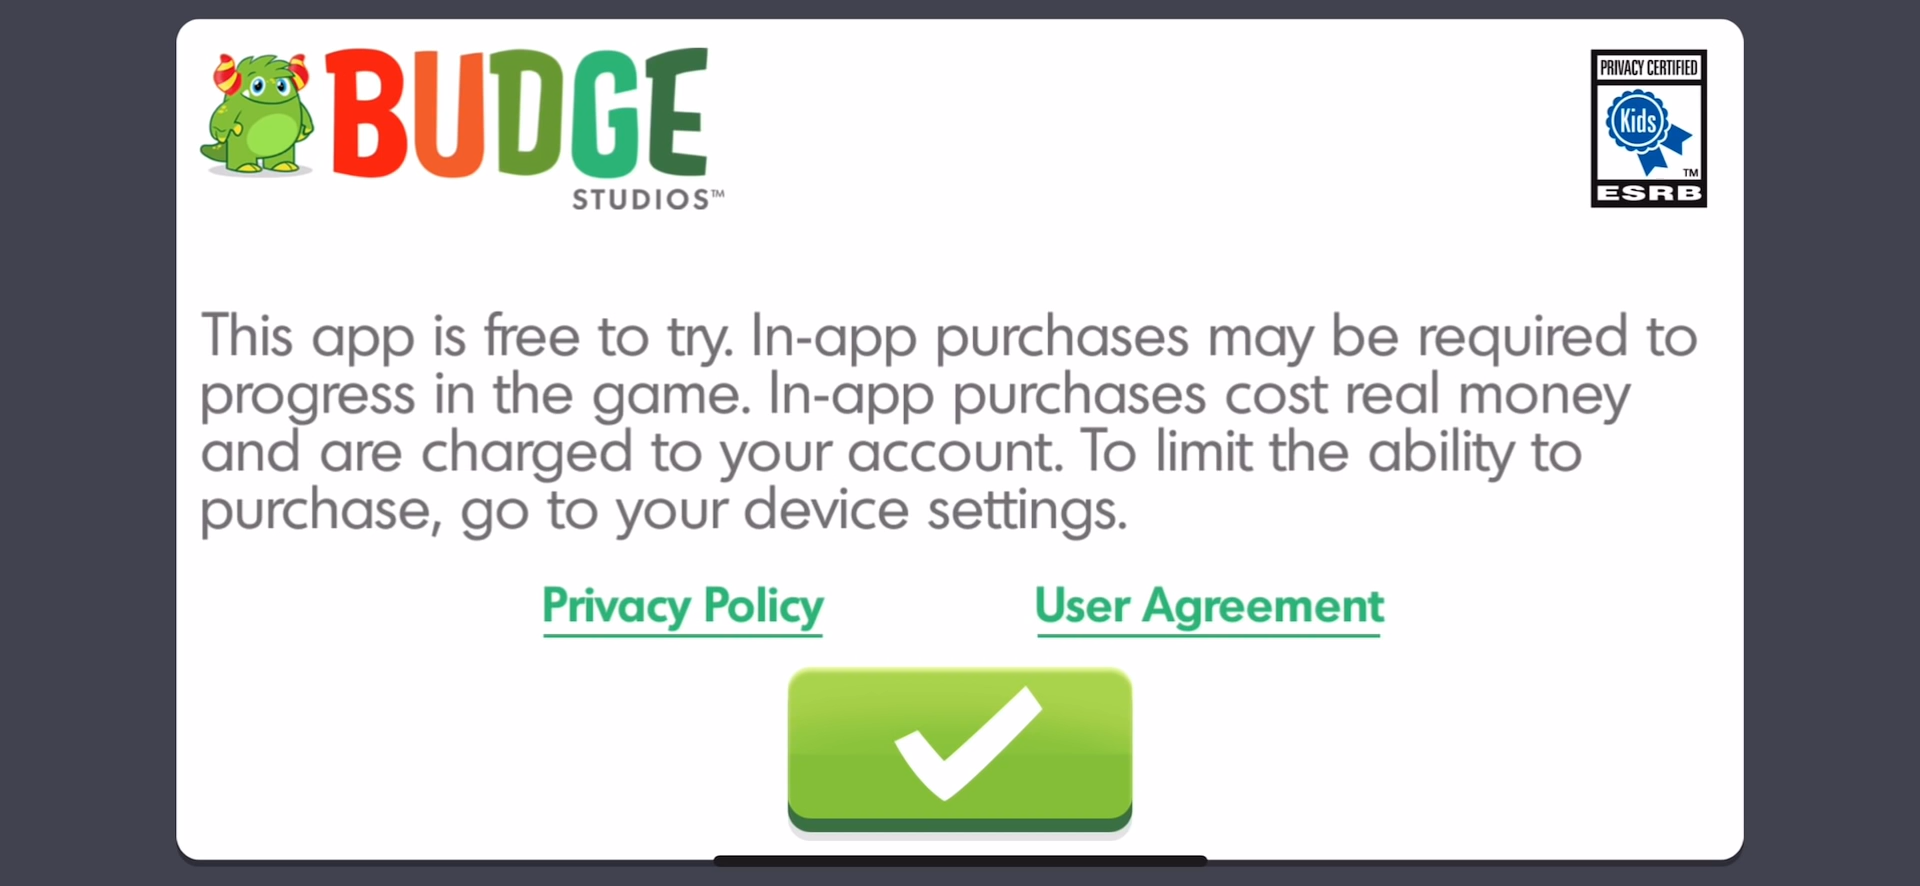 BUDGE
STUDIOS™
PRIVACY CERTIFIED
Kids
TM
ESRB
This app is free to try. In-app purchases may be required to
progress in the game. In-app purchases cost real money
and are charged to your account. To limit the ability to
purchase, go to your device settings.
Privacy Policy
User Agreement